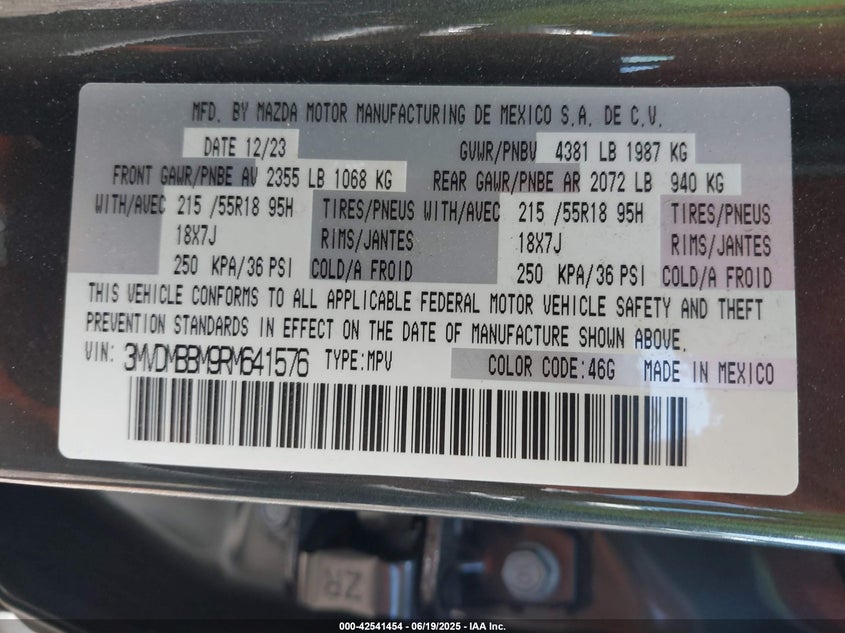 MFD. BY MAZDA MOTOR MANUFACTURING DE MEXICO S.A. DE C.V.
DATE 12/23 GVWR/PNBV 4381 LB 1987 KG
FRONT GAWR/PNBE AV 2355 LB 1068 KG REAR GAWR/PNBE AR 2072 LB 940 KG
WITH/AVEC 215 /55R18 95H TIRES/PNEUS WITH/AVEC 215 /55R18 95H TIRES/PNEUS
18X7J RIMS/JANTES 18X7J RIMS/JANTES
250 KPA/36 PSI COLD/A FROID 250 KPA/36 PSI COLD/A FROID
THIS VEHICLE CONFORMS TO ALL APPLICABLE FEDERAL MOTOR VEHICLE SAFETY AND THEFT
PREVENTION STANDARDS IN EFFECT ON THE DATE OF MANUFACTURE SHOWN ABOVE.
VIN: 3MVDMBBM9RM641576 TYPE:MPV COLOR CODE:46G MADE IN MEXICO
ZR
000-42541454 - 06/19/2025 - IAA Inc.